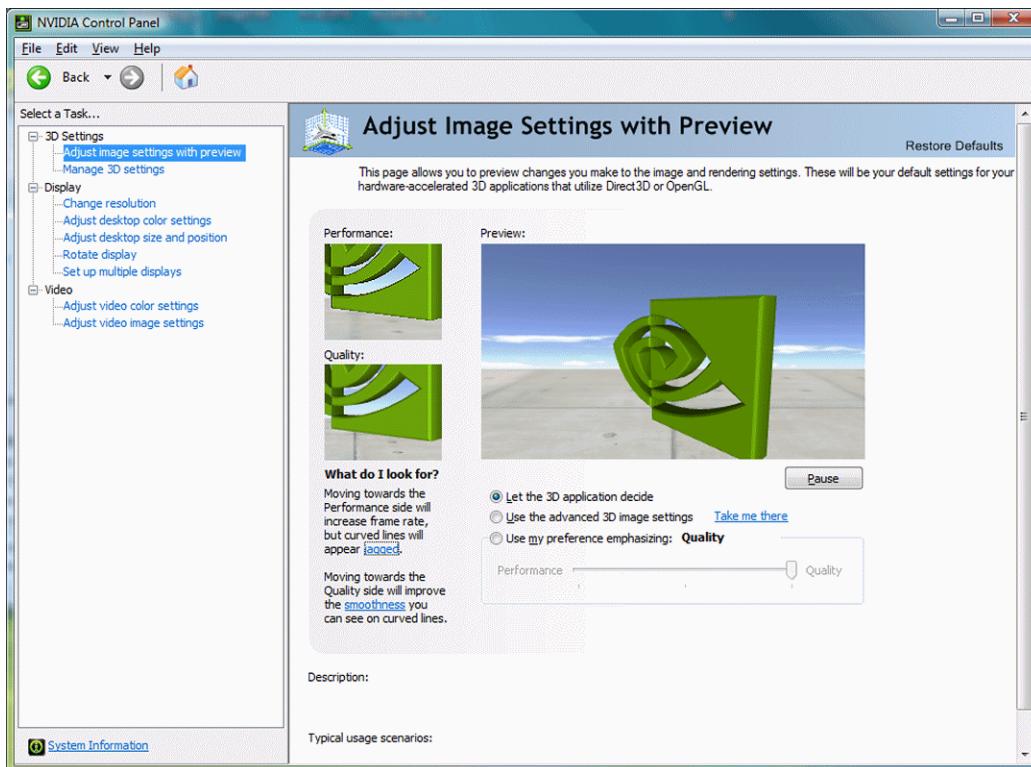 NVIDIA Control Panel
File Edit View Help
Back
Select a Task...
3D Settings
Adjust image settings with preview
Manage 3D settings
Display
Change resolution
Adjust desktop color settings
Adjust desktop size and position
Rotate display
Set up multiple displays
Video
Adjust video color settings
Adjust video image settings
System Information
Adjust Image Settings with Preview
Restore Defaults
This page allows you to preview changes you make to the image and rendering settings. These will be your default settings for your
hardware-accelerated 3D applications that utilize Direct3D or OpenGL.
Performance:
Quality:
What do I look for?
Moving towards the
Performance side will
increase frame rate,
but curved lines will
appear jagged.
Moving towards the
Quality side will improve
the smoothness you
can see on curved lines.
Preview:
Pause
Let the 3D application decide
Use the advanced 3D image settings Take me there
Use my preference emphasizing: Quality
Performance Quality
Description:
Typical usage scenarios: